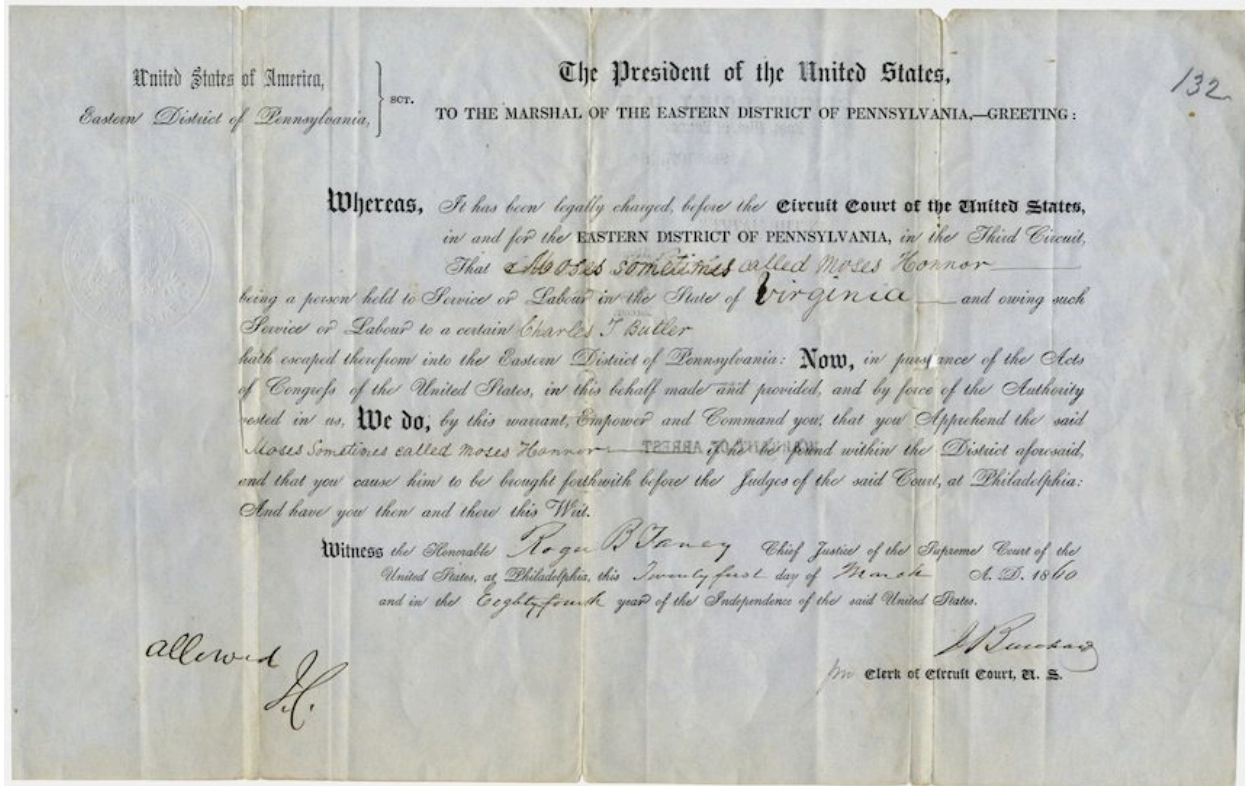 United States of America,
Eastern District of Pennsylvania,
SCT.
The President of the United States,
TO THE MARSHAL OF THE EASTERN DISTRICT OF PENNSYLVANIA,—GREETING:
132
Whereas, It has been legally charged, before the Circuit Court of the United States,
in and for the EASTERN DISTRICT OF PENNSYLVANIA, in the Third Circuit,
That Moses sometimes called Moses Honnor
being a person held to Service or Labour in the State of Virginia and owing such
Service or Labour to a certain Charles T Butler
hath escaped therefrom into the Eastern District of Pennsylvania: Now, in pursuance of the Acts
of Congress of the United States, in this behalf made and provided, and by force of the Authority
vested in us, We do, by this warrant, Empower and Command you, that you Apprehend the said
Moses Sometimes called Moses Honnor if he be found within the District aforesaid,
and that you cause him to be brought forthwith before the Judges of the said Court, at Philadelphia:
And have you then and there this Writ.
Witness the Honorable Roger B Taney Chief Justice of the Supreme Court of the
United States, at Philadelphia, this Twenty first day of March A. D. 1860
and in the Eighty fourth year of the Independence of the said United States.
allowed
Clerk of Circuit Court, U. S.